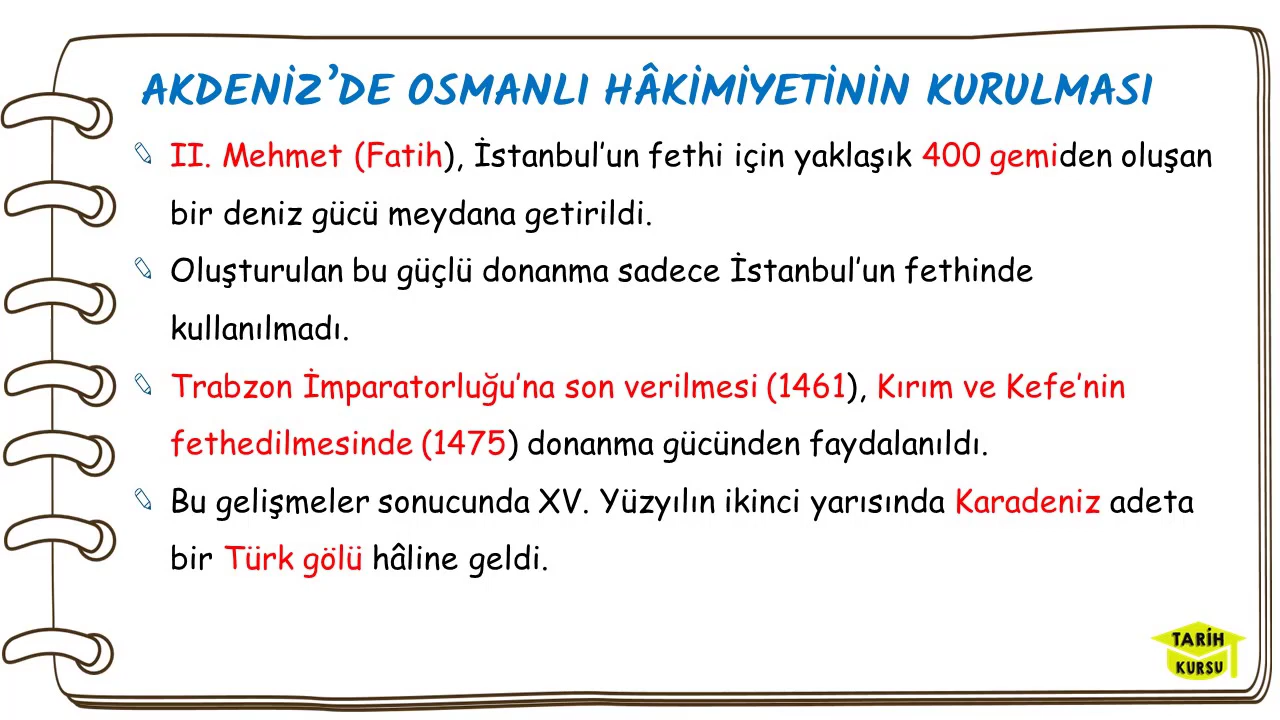 AKDENİZ’DE OSMANLI HÂKİMİYETİNİN KURULMASI
II. Mehmet (Fatih), İstanbul’un fethi için yaklaşık 400 gemiden oluşan
bir deniz gücü meydana getirildi.
Oluşturulan bu güçlü donanma sadece İstanbul’un fethinde
kullanılmadı.
Trabzon İmparatorluğu’na son verilmesi (1461), Kırım ve Kefe’nin
fethedilmesinde (1475) donanma gücünden faydalanıldı.
Bu gelişmeler sonucunda XV. Yüzyılın ikinci yarısında Karadeniz adeta
bir Türk gölü hâline geldi.
TARİH
KURSU